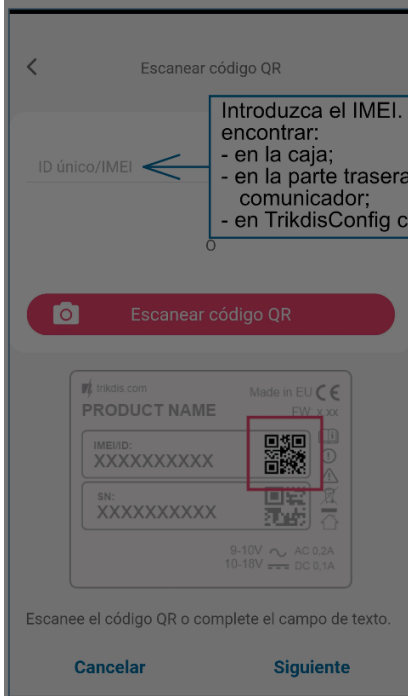 Escanear código QR
Introduzca el IMEI.
encontrar:
- en la caja;
ID único/IMEI
- en la parte trasera
comunicador;
- en TrikdisConfig c
O
Escanear código QR
trikdis.com
Made in EU CE
PRODUCT NAME
FW: x.xx
IMEI/ID:
XXXXXXXXXX
SN:
XXXXXXXXXX
9-10V AC 0,2A
10-18V DC 0,1A
Escanee el código QR o complete el campo de texto.
Cancelar
Siguiente